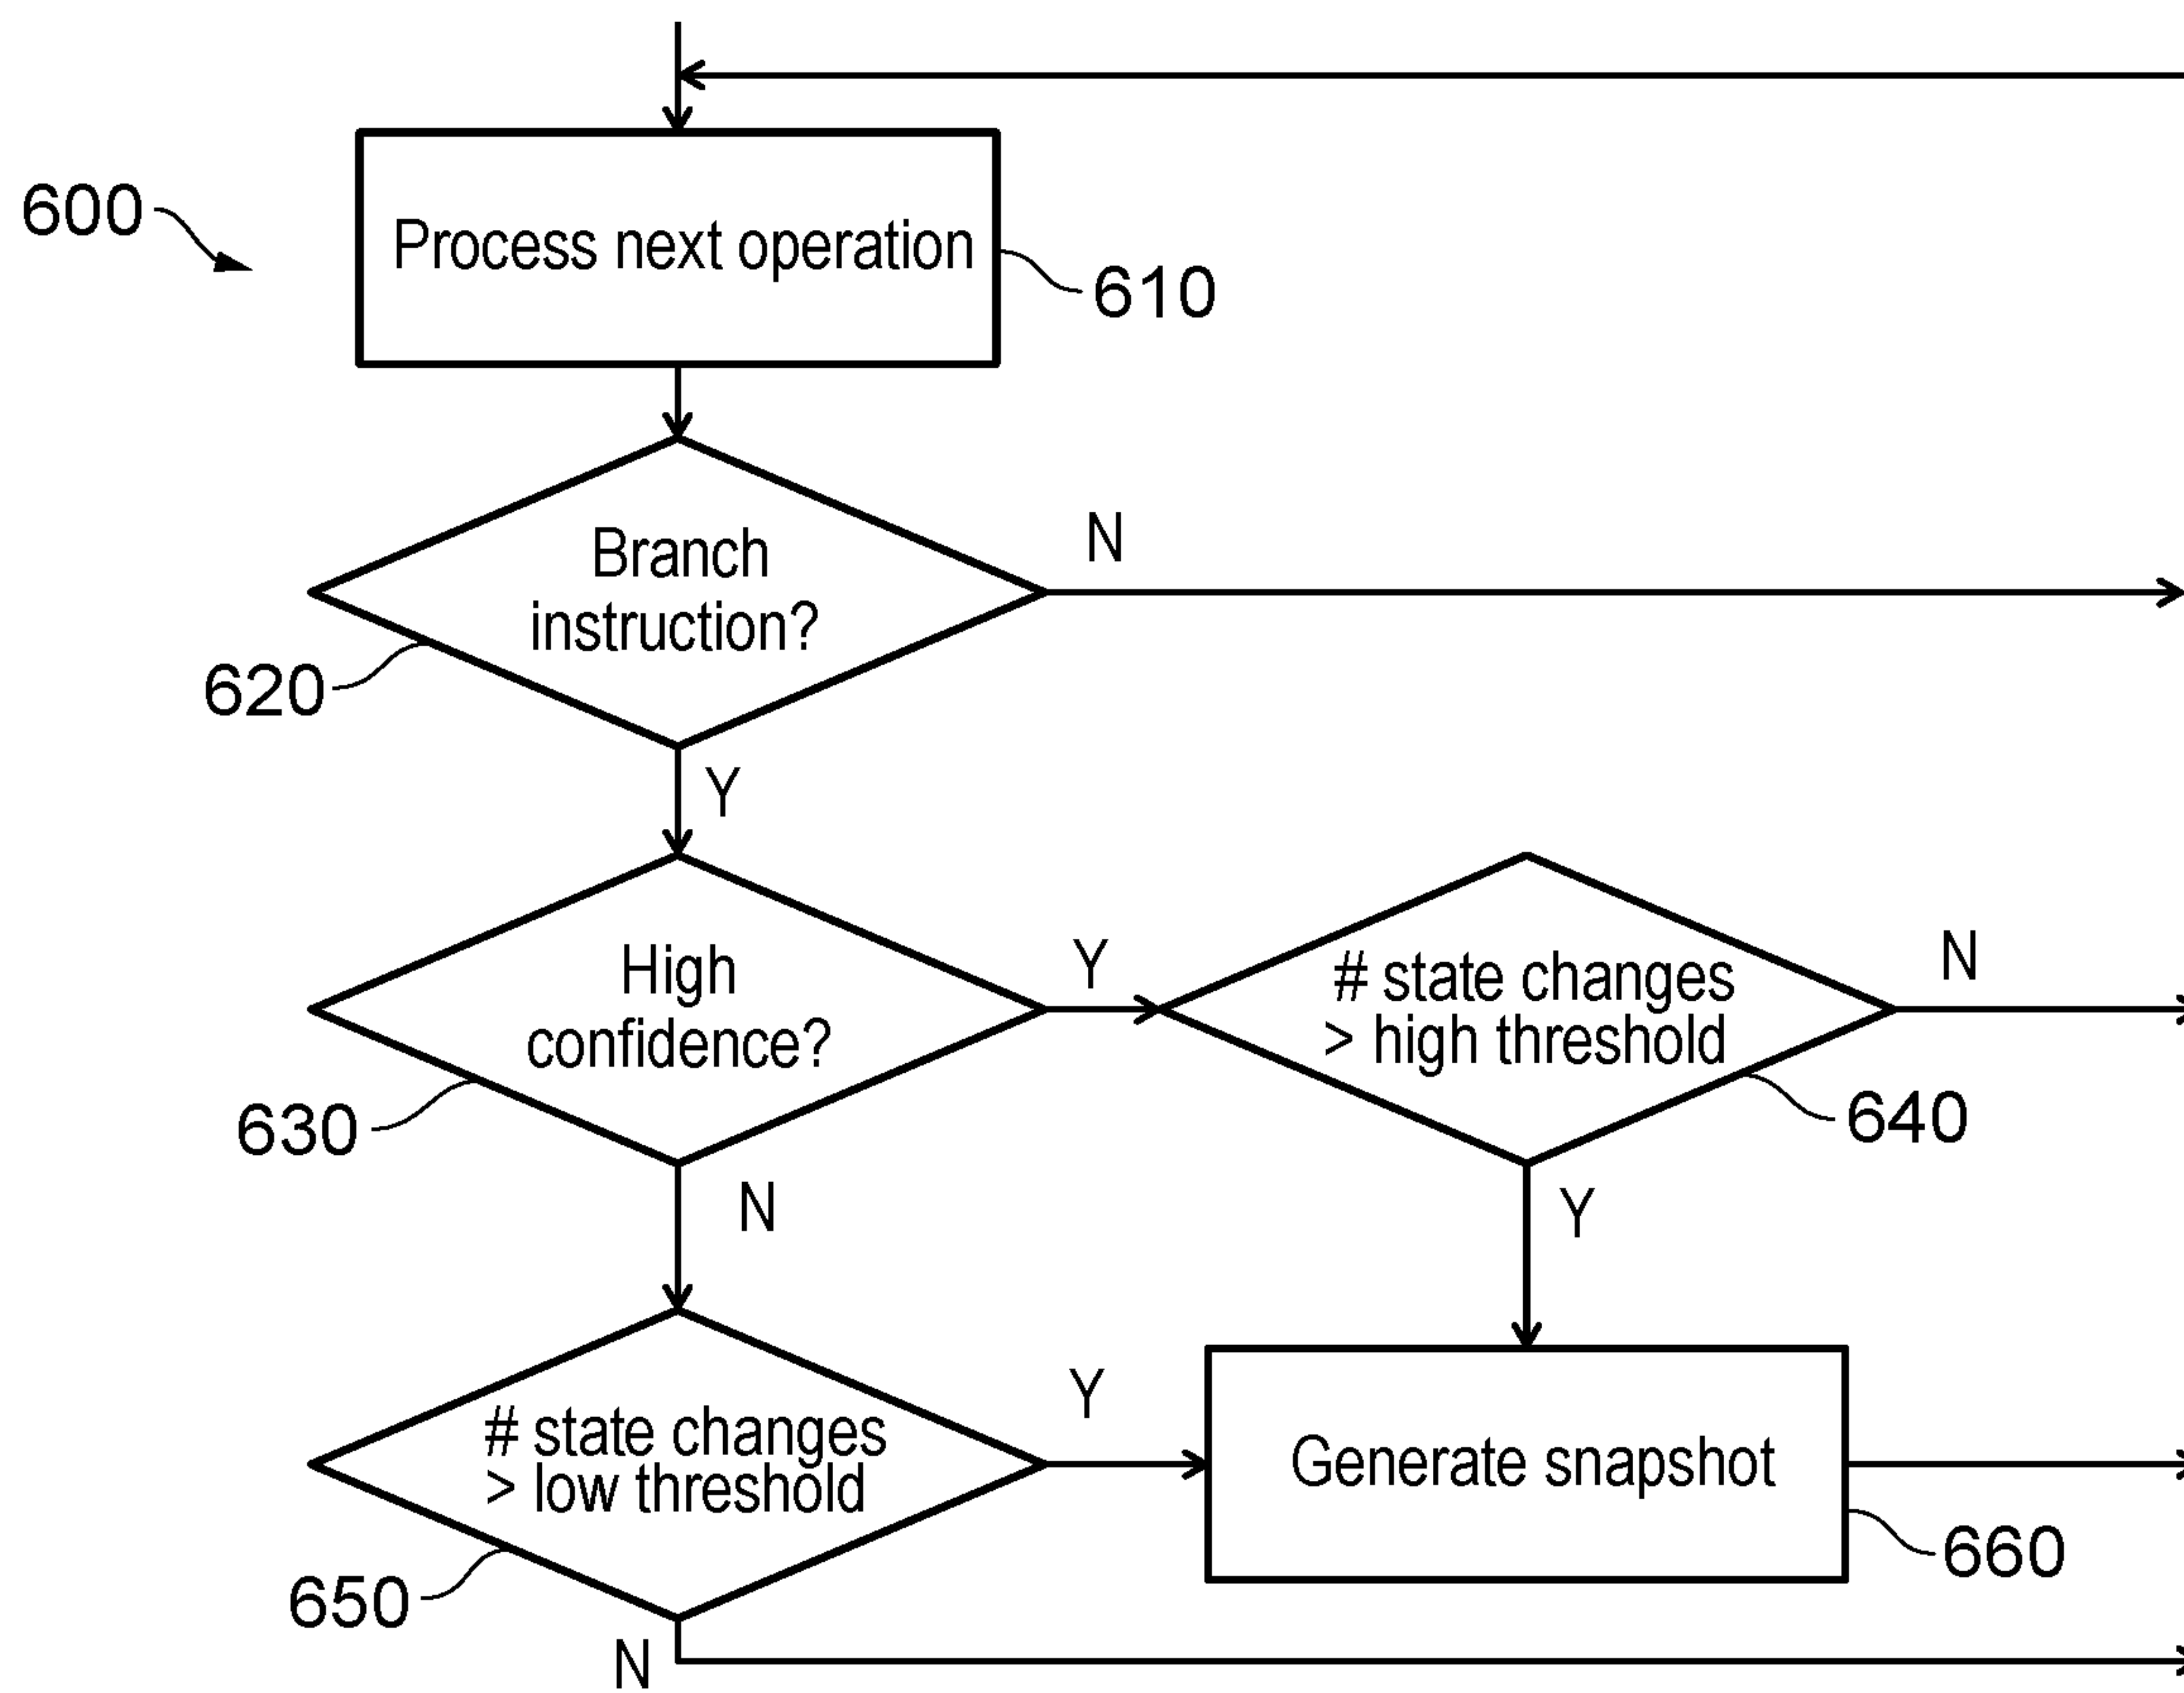 600
Process next operation
610
Branch
instruction?
N
620
Y
High
confidence?
Y
# state changes
> high threshold
N
630
640
N
Y
# state changes
> low threshold
Y
Generate snapshot
650
660
N